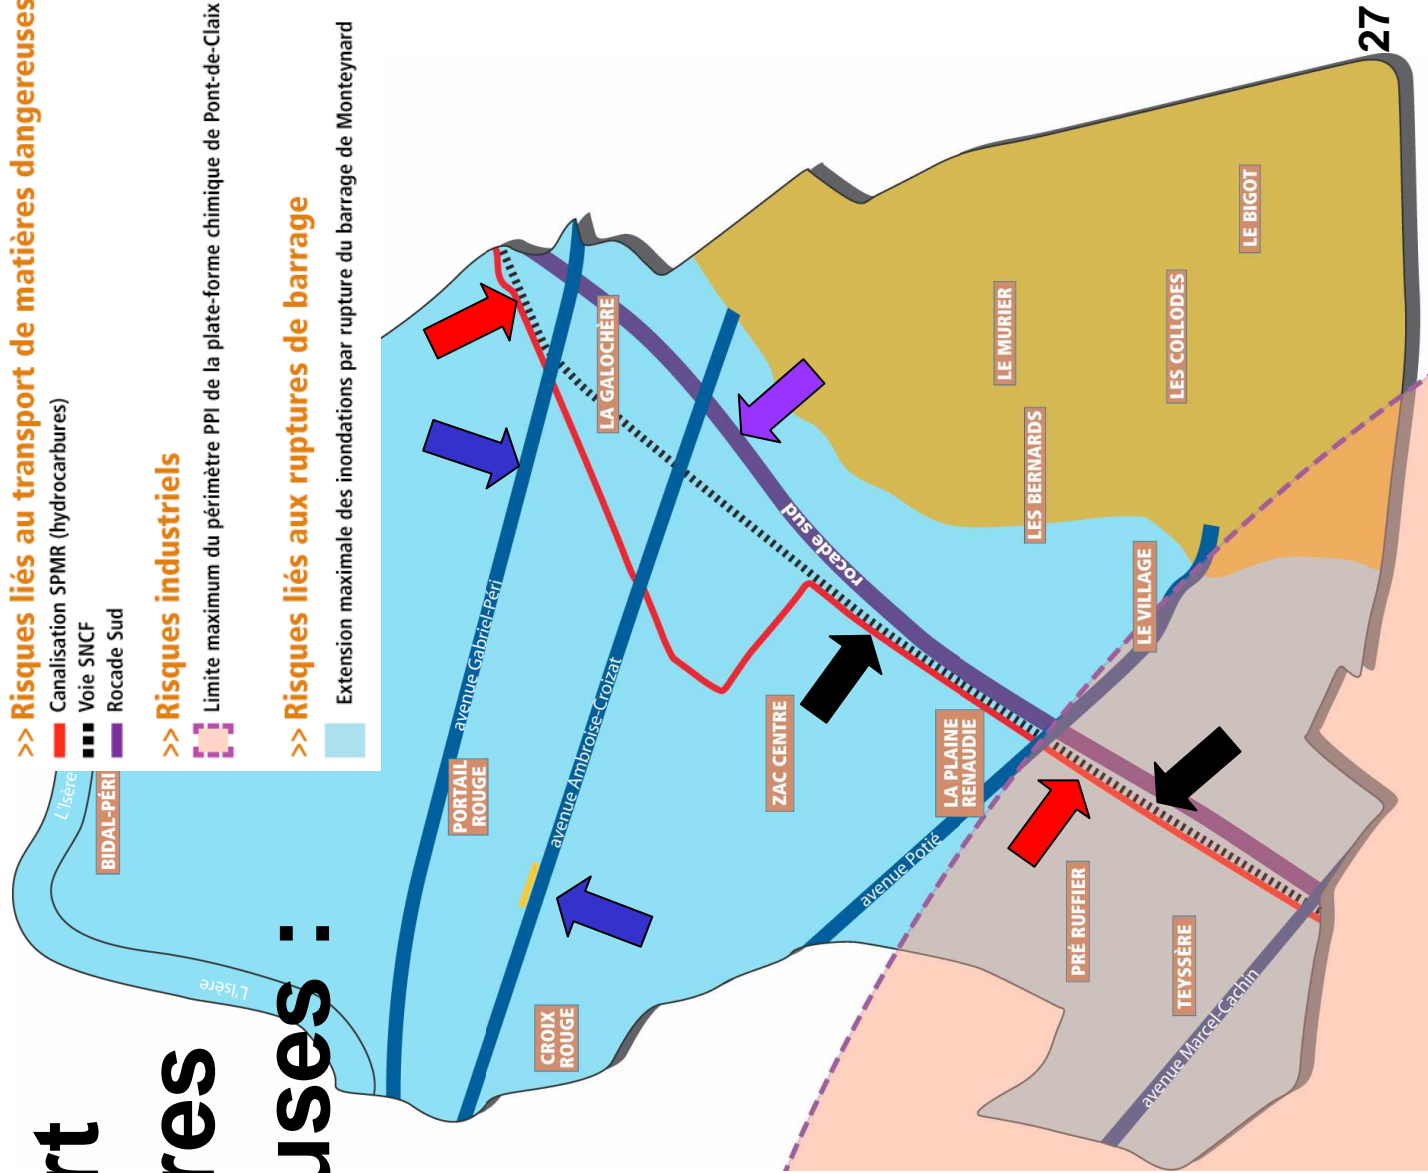 rt
res
uses :
>> Risques liés au transport de matières dangereuses
Canalisation SPMR (hydrocarbures)
Voie SNCF
Rocade Sud
>> Risques industriels
Limite maximum du périmètre PPI de la plate-forme chimique de Pont-de-Claix
>> Risques liés aux ruptures de barrage
Extension maximale des inondations par rupture du barrage de Monteynard
L'Isère
BIDAL-PÉRI
L'Isère
PORTAIL
ROUGE
avenue Gabriel-Péri
avenue Ambroise-Croizat
CROIX
ROUGE
LA GALOCHÈRE
ZAC CENTRE
rocade sud
avenue Potié
LA PLAINE
RENAUDIE
LE MURIER
LES BERNARDS
LES COLLODES
LE BIGOT
LE VILLAGE
PRÉ RUFFIER
TEYSSÈRE
avenue Marcel-Cachin
27